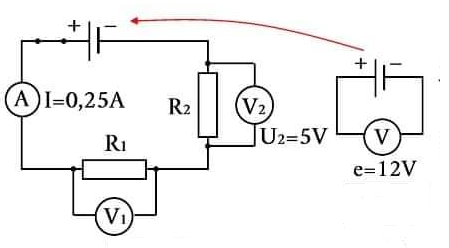 + −
+ −
A I=0,25A
R2
V2
U2=5V
R1
V1
V
e=12V